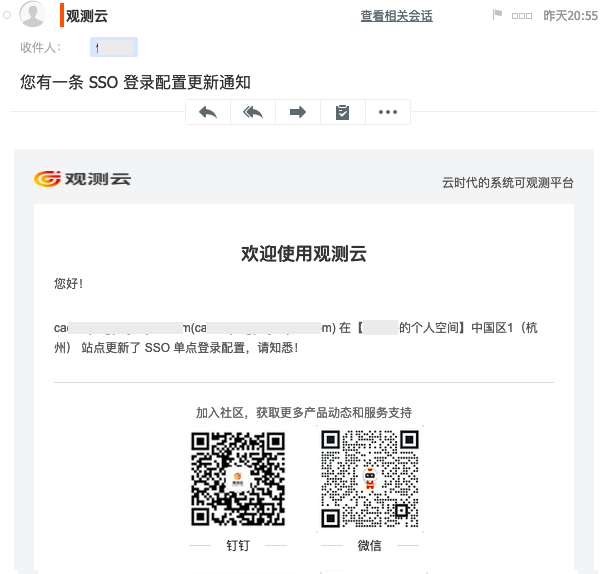 观测云
查看相关会话
昨天20:55
收件人：
您有一条 SSO 登录配置更新通知
观测云
云时代的系统可观测平台
欢迎使用观测云
您好！
ca m(ca m) 在【 的个人空间】中国区1（杭
州） 站点更新了 SSO 单点登录配置，请知悉！
加入社区，获取更多产品动态和服务支持
钉钉
微信